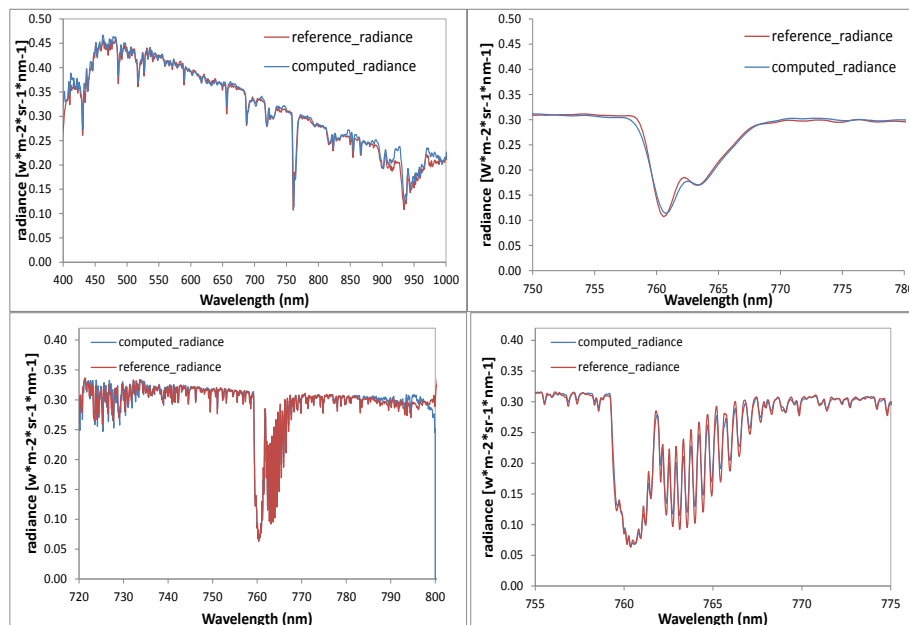 0.50
0.45
0.40
0.35
0.30
0.25
0.20
0.15
0.10
0.05
0.00
radiance [w*m-2*sr-1*nm-1]
reference_radiance
computed_radiance
400 450 500 550 600 650 700 750 800 850 900 950 1000
Wavelength (nm)
0.50
0.45
0.40
0.35
0.30
0.25
0.20
0.15
0.10
0.05
0.00
radiance [W*m-2*sr-1*nm-1]
reference_radiance
computed_radiance
750 755 760 765 770 775 780
Wavelength (nm)
0.40
0.35
0.30
0.25
0.20
0.15
0.10
0.05
0.00
radiance [w*m-2*sr-1*nm-1]
computed_radiance
reference_radiance
720 730 740 750 760 770 780 790 800
Wavelength (nm)
0.40
0.35
0.30
0.25
0.20
0.15
0.10
0.05
0.00
radiance [w*m-2*sr-1*nm-1]
computed_radiance
reference_radiance
755 760 765 770 775
Wavelength (nm)